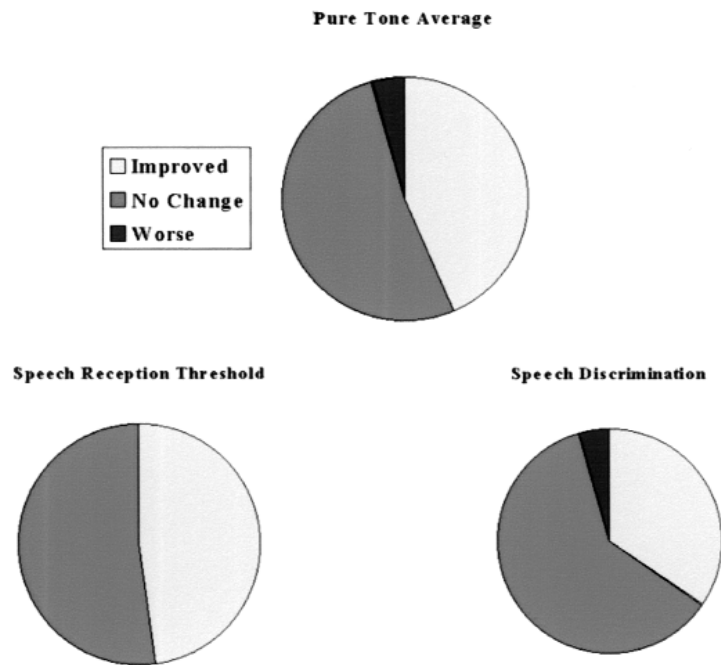 Pure Tone Average
Improved
No Change
Worse
Speech Reception Threshold
Speech Discrimination